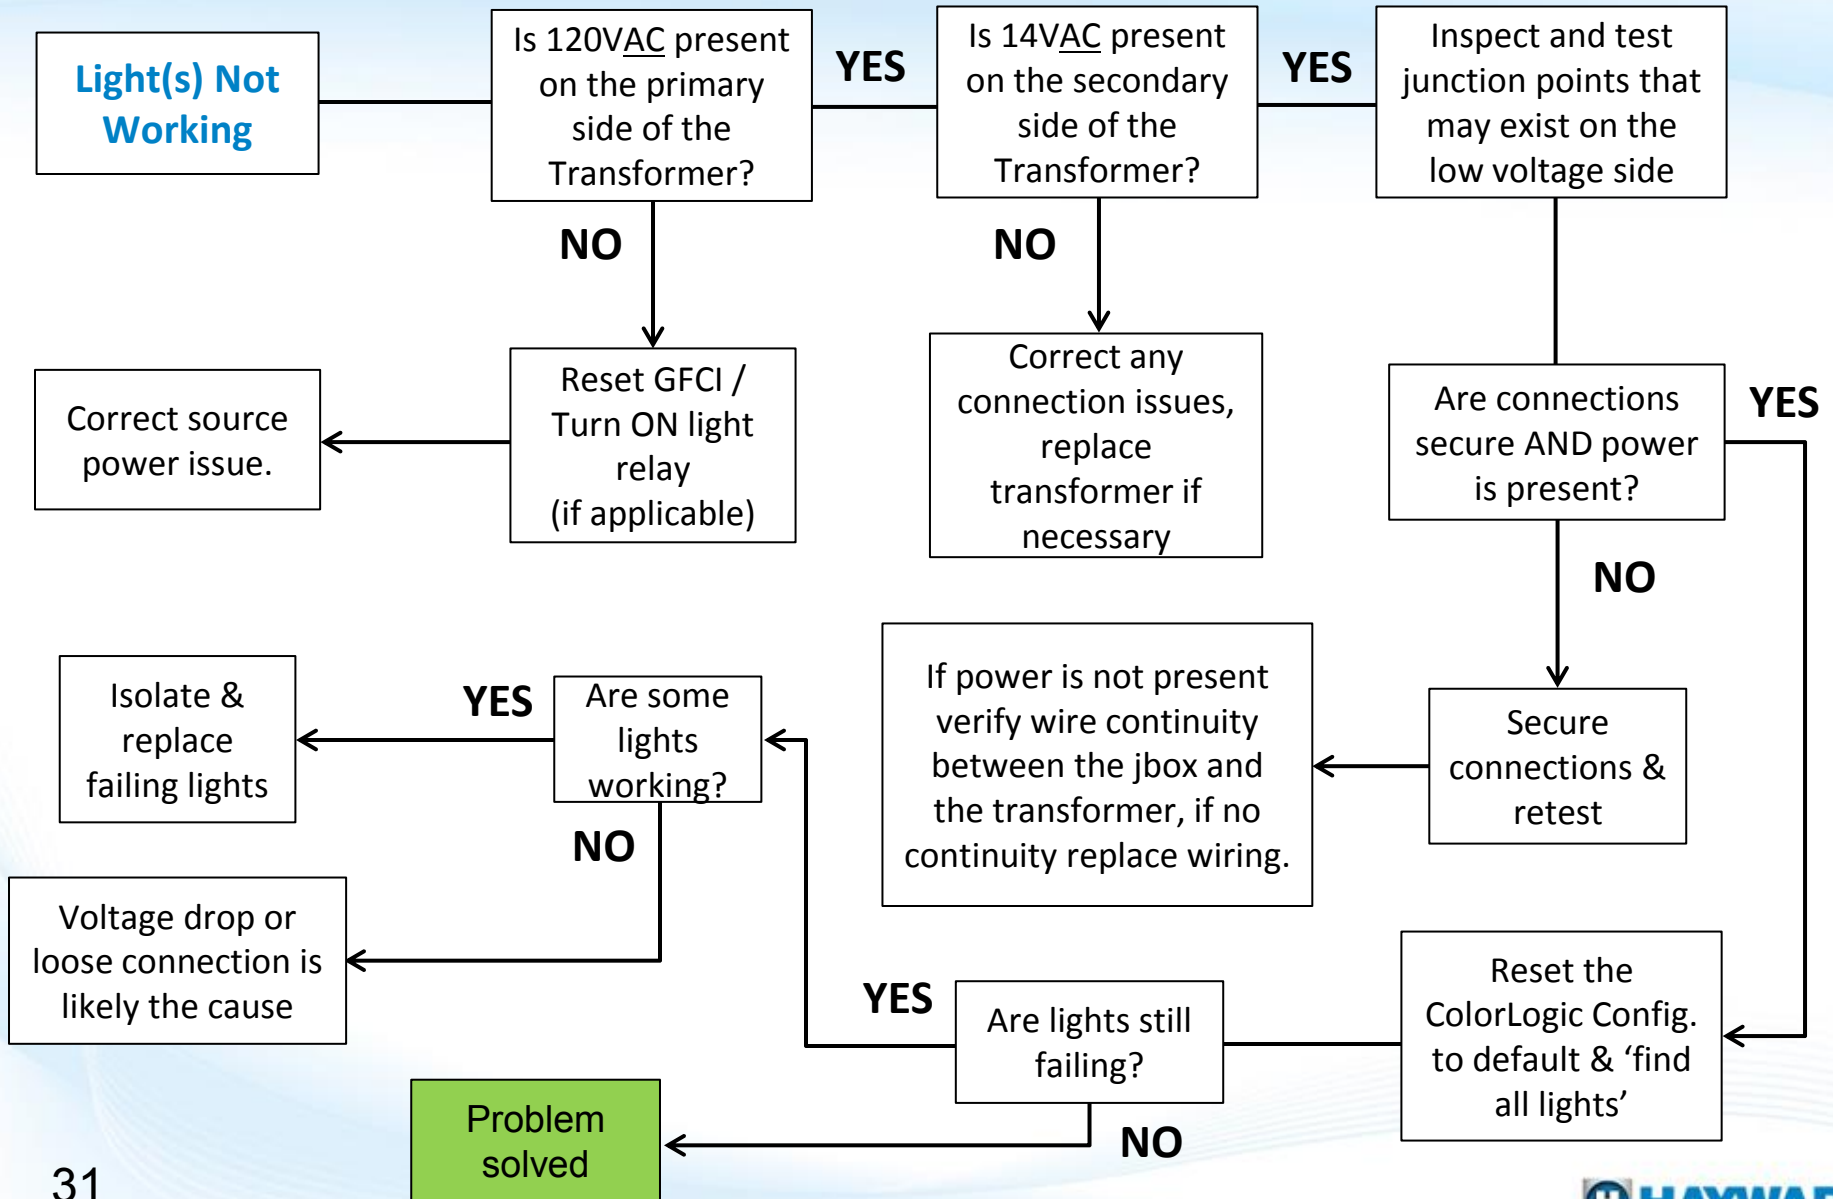 Light(s) Not
Working
Is 120VAC present
on the primary
side of the
Transformer?
YES
Is 14VAC present
on the secondary
side of the
Transformer?
YES
Inspect and test
junction points that
may exist on the
low voltage side
NO
NO
Correct source
power issue.
Reset GFCI /
Turn ON light
relay
(if applicable)
Correct any
connection issues,
replace
transformer if
necessary
Are connections
secure AND power
is present?
YES
NO
Isolate &
replace
failing lights
YES
Are some
lights
working?
If power is not present
verify wire continuity
between the jbox and
the transformer, if no
continuity replace wiring.
Secure
connections &
retest
NO
Voltage drop or
loose connection is
likely the cause
YES
Are lights still
failing?
Reset the
ColorLogic Config.
to default & ‘find
all lights’
Problem
solved
NO
31